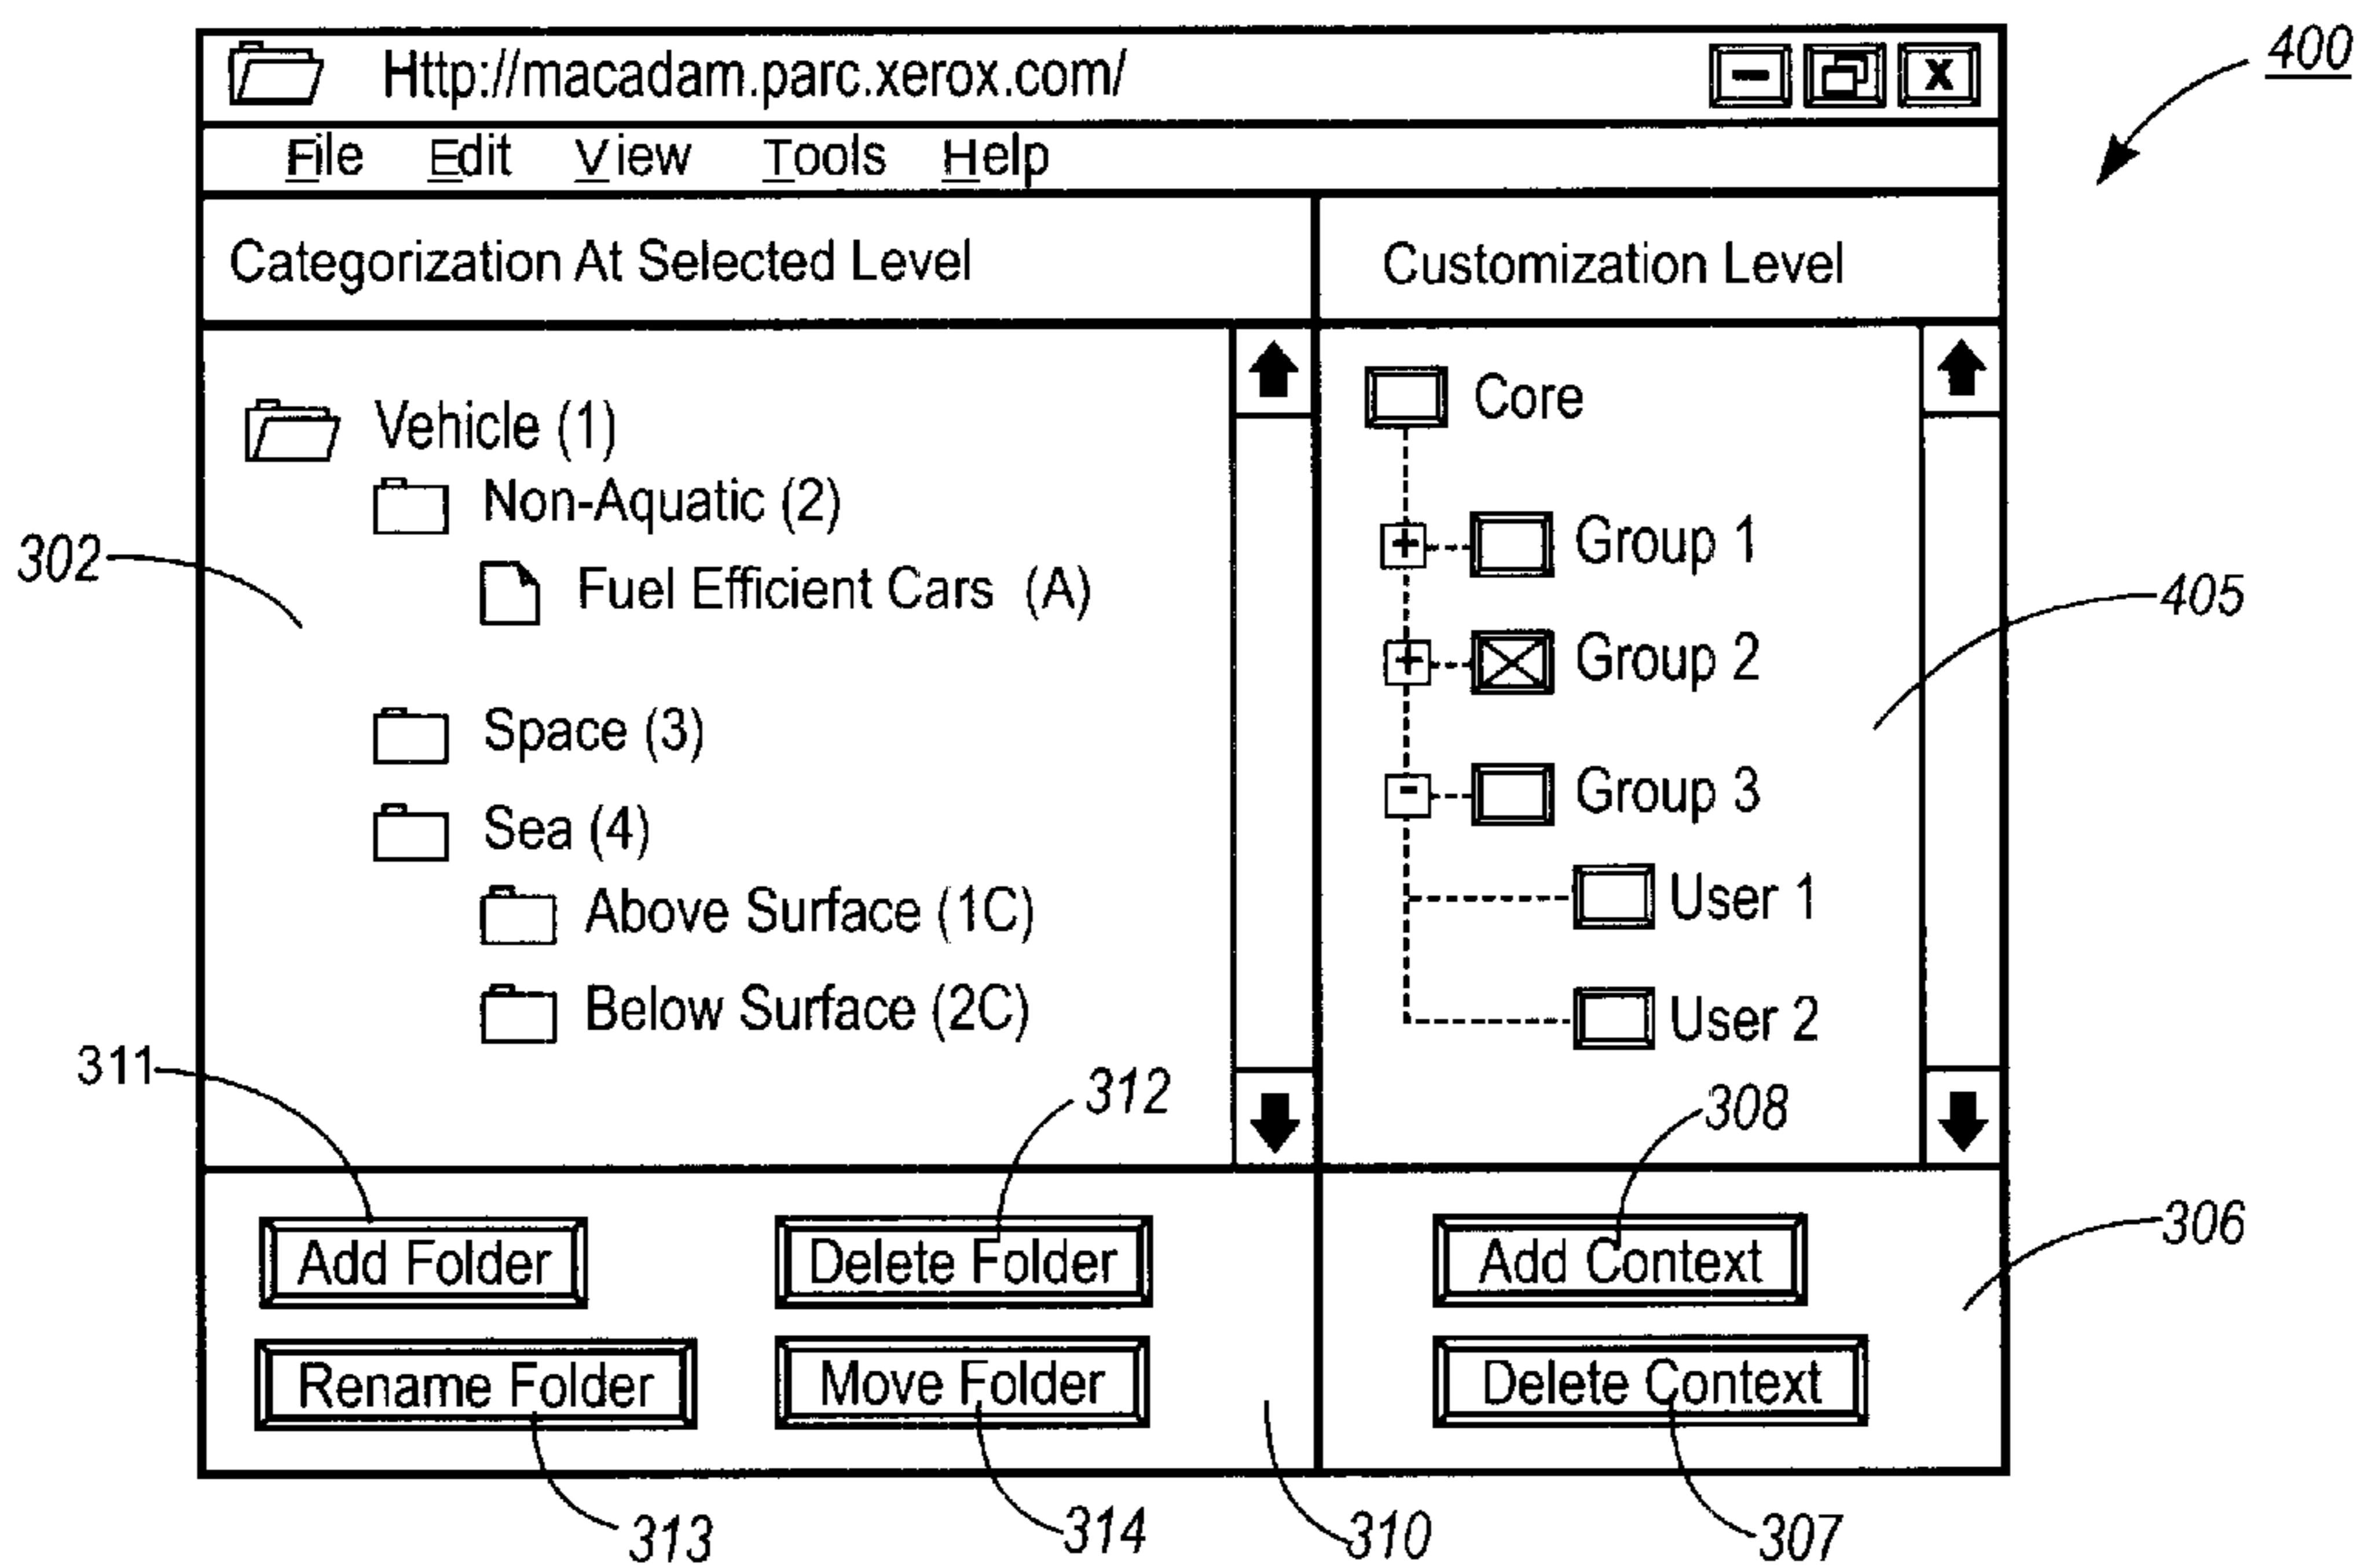 Http://macadam.parc.xerox.com/
400
File Edit View Tools Help
Categorization At Selected Level
Customization Level
Vehicle (1)
Non-Aquatic (2)
Fuel Efficient Cars (A)
Space (3)
Sea (4)
Above Surface (1C)
Below Surface (2C)
302
Core
Group 1
Group 2
Group 3
User 1
User 2
405
311
312
308
306
Add Folder
Delete Folder
Add Context
Rename Folder
Move Folder
Delete Context
313
314
310
307